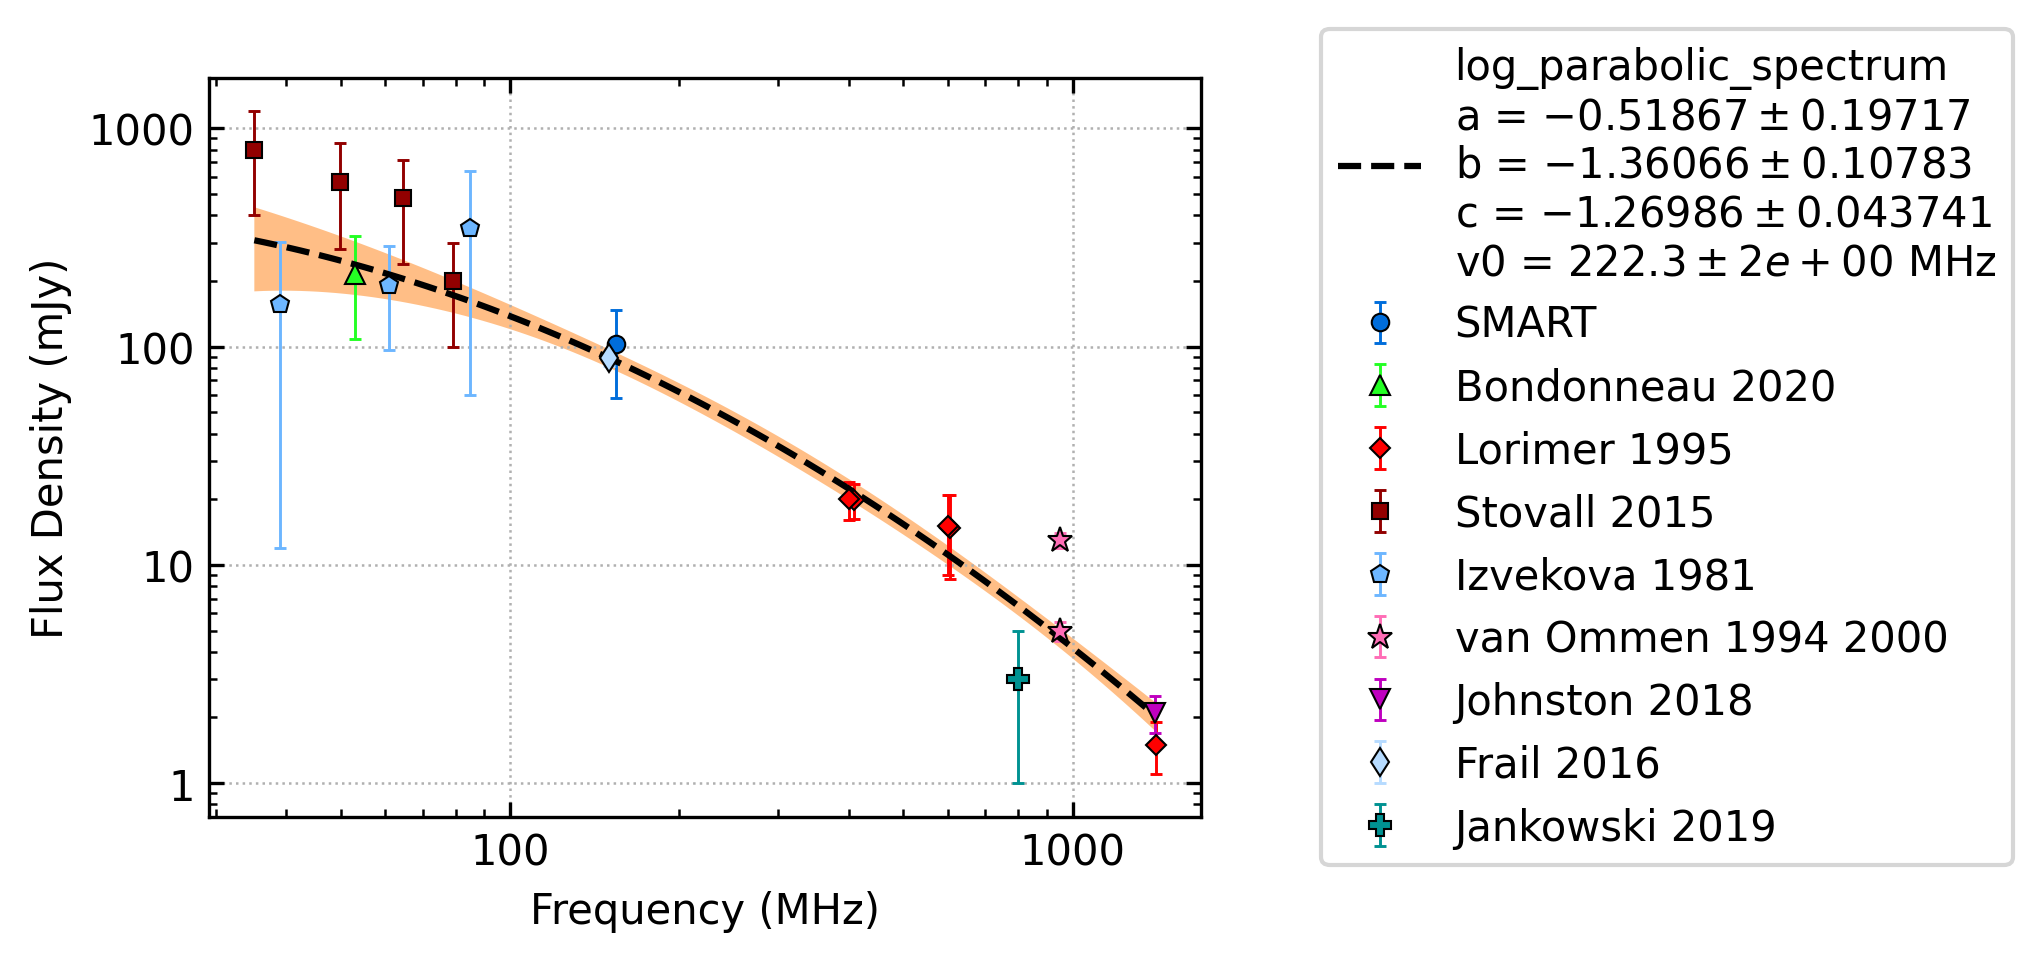 1000
100
10
1
100
1000
Flux Density (mJy)
Frequency (MHz)
log_parabolic_spectrum
a = −0.51867 ± 0.19717
b = −1.36066 ± 0.10783
c = −1.26986 ± 0.043741
v0 = 222.3 ± 2e + 00 MHz
SMART
Bondonneau 2020
Lorimer 1995
Stovall 2015
Izvekova 1981
van Ommen 1994 2000
Johnston 2018
Frail 2016
Jankowski 2019